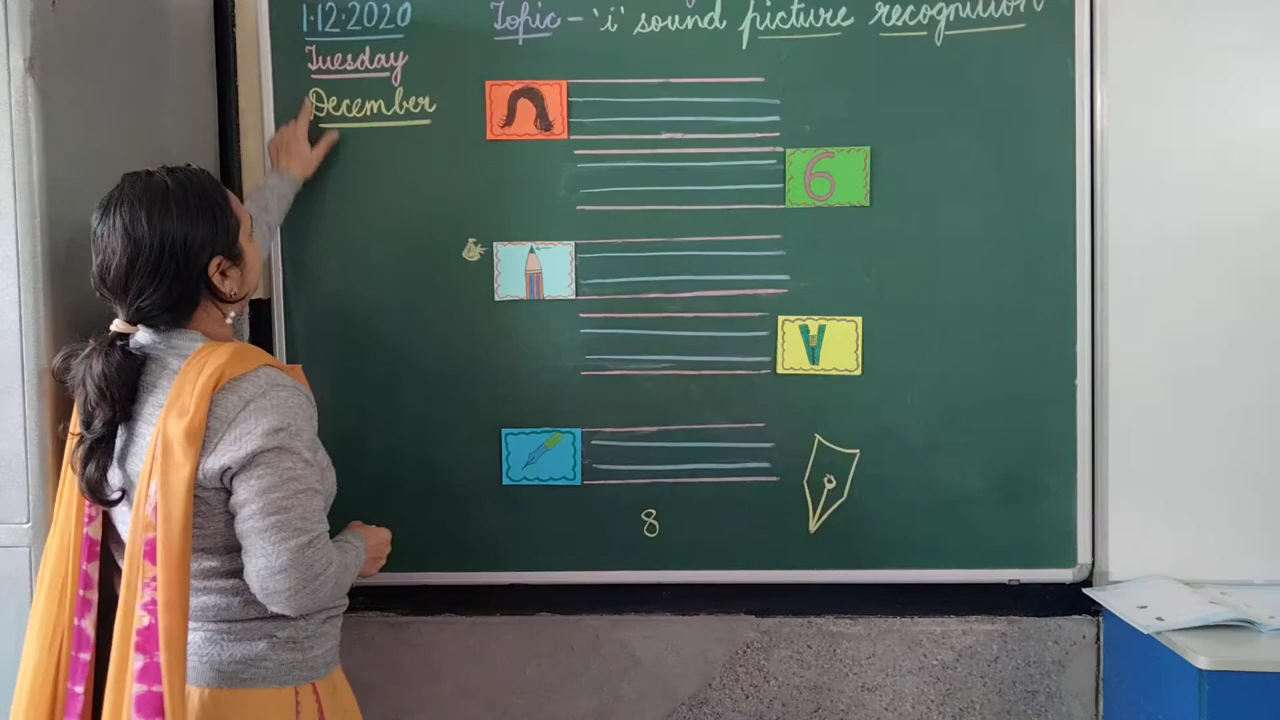 1.12.2020
Topic - 'i' sound picture recognition
Tuesday
December
6
8